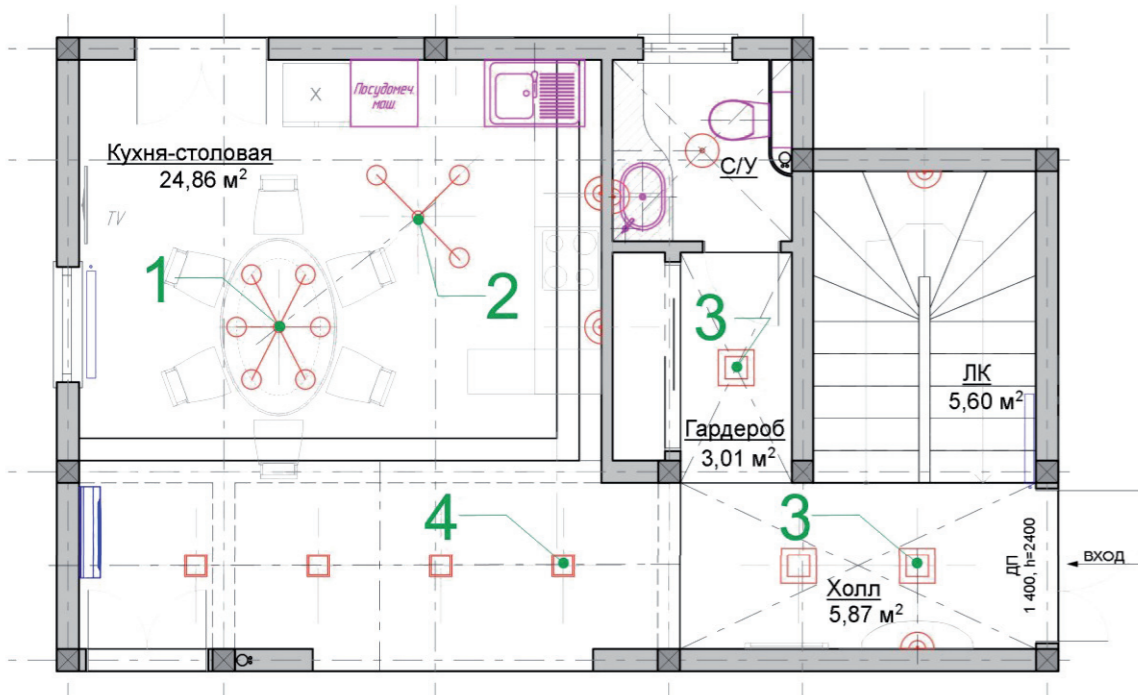 Посудомеч.
маш.
X
Кухня-столовая
24,86 м²
С/У
TV
1
2
3
ЛК
5,60 м²
Гардероб
3,01 м²
4
3
ДП
1 400, h=2400
ВХОД
Холл
5,87 м²